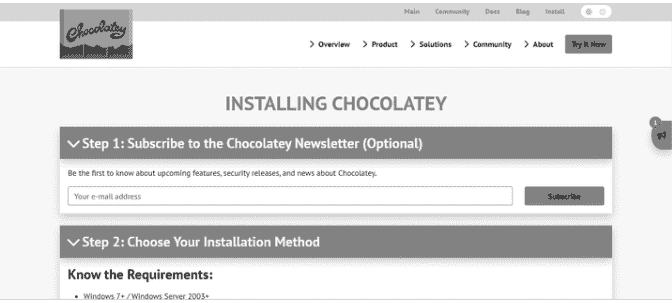 Main Community Docs Blog Install
Chocolatey
Overview Product Solutions Community About Try It Now
1
INSTALLING CHOCOLATEY
Step 1: Subscribe to the Chocolatey Newsletter (Optional)
Be the first to know about upcoming features, security releases, and news about Chocolatey.
Your e-mail address Subscribe
Step 2: Choose Your Installation Method
Know the Requirements:
• Windows 7+ / Windows Server 2003+